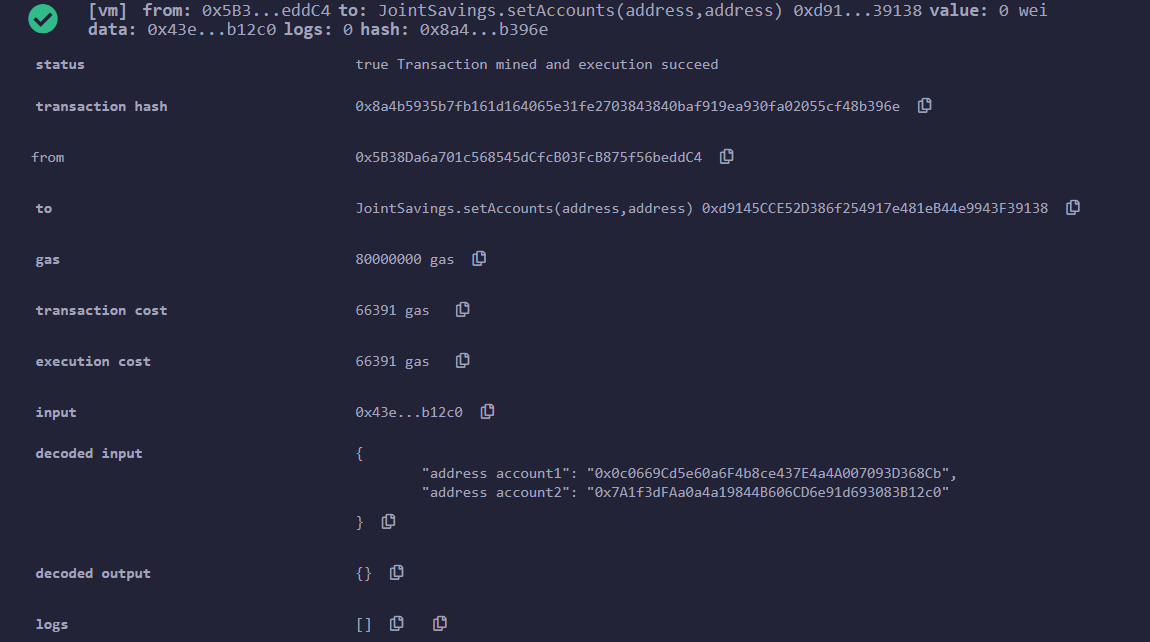 [vm] from: 0x5B3...eddC4 to: JointSavings.setAccounts(address,address) 0xd91...39138 value: 0 wei
data: 0x43e...b12c0 logs: 0 hash: 0x8a4...b396e
status true Transaction mined and execution succeed
transaction hash 0x8a4b5935b7fb161d164065e31fe2703843840baf919ea930fa02055cf48b396e
from 0x5B38Da6a701c568545dCfcB03FcB875f56beddC4
to JointSavings.setAccounts(address,address) 0xd9145CCE52D386f254917e481eB44e9943F39138
gas 80000000 gas
transaction cost 66391 gas
execution cost 66391 gas
input 0x43e...b12c0
decoded input {
"address account1": "0x0c0669Cd5e60a6F4b8ce437E4a4A007093D368Cb",
"address account2": "0x7A1f3dFAa0a4a19844B606CD6e91d693083B12c0"
}
decoded output {}
logs []